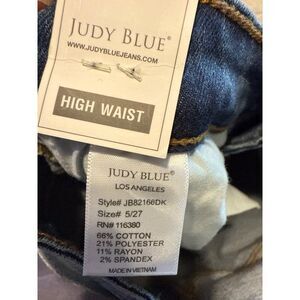 JUDY BLUE®
WWW.JUDYBLUEJEANS.COM
HIGH WAIST
JUDY BLUE®
LOS ANGELES
Style# JB82166DK
Size# 5/27
RN# 116380
66% COTTON
21% POLYESTER
11% RAYON
2% SPANDEX
MADE IN VIETNAM